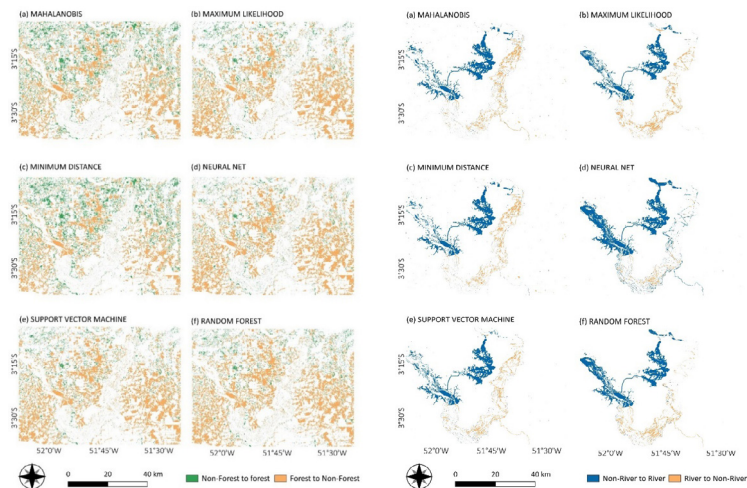 (a) MAHALANOBIS
(b) MAXIMUM LIKELIHOOD
3°15'S
3°30'S
(c) MINIMUM DISTANCE
(d) NEURAL NET
3°15'S
3°30'S
(e) SUPPORT VECTOR MACHINE
(f) RANDOM FOREST
3°15'S
3°30'S
52°0'W 51°45'W 51°30'W
0 20 40 km
Non-Forest to forest
Forest to Non-Forest
(a) MAHALANOBIS
(b) MAXIMUM LIKELIHOOD
3°15'S
3°30'S
(c) MINIMUM DISTANCE
(d) NEURAL NET
3°15'S
3°30'S
(e) SUPPORT VECTOR MACHINE
(f) RANDOM FOREST
3°15'S
3°30'S
52°0'W 51°45'W 51°30'W
0 20 40 km
Non-River to River
River to Non-River